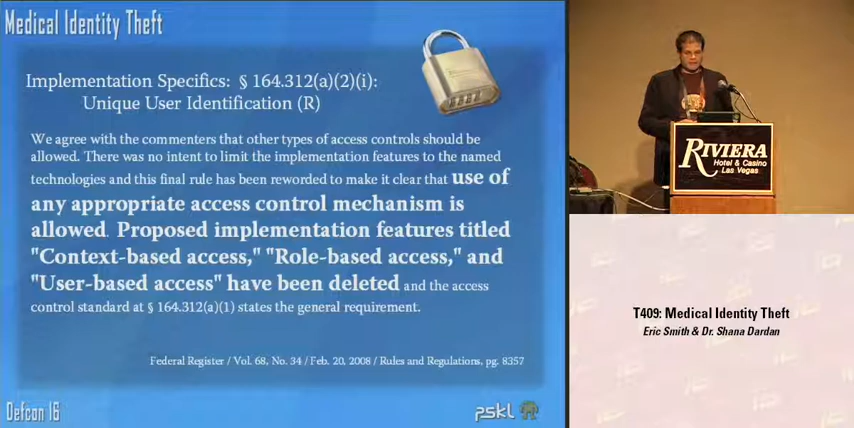 Medical Identity Theft
Implementation Specifics: § 164.312(a)(2)(i):
Unique User Identification (R)
We agree with the commenters that other types of access controls should be
allowed. There was no intent to limit the implementation features to the named
technologies and this final rule has been reworded to make it clear that use of
any appropriate access control mechanism is
allowed. Proposed implementation features titled
"Context-based access," "Role-based access," and
"User-based access" have been deleted and the access
control standard at § 164.312(a)(1) states the general requirement.
Federal Register / Vol. 68, No. 34 / Feb. 20, 2008 / Rules and Regulations, pg. 8357
Defcon 16
pskl
RIVIERA
Hotel & Casino
Las Vegas
T409: Medical Identity Theft
Eric Smith & Dr. Shana Dardan